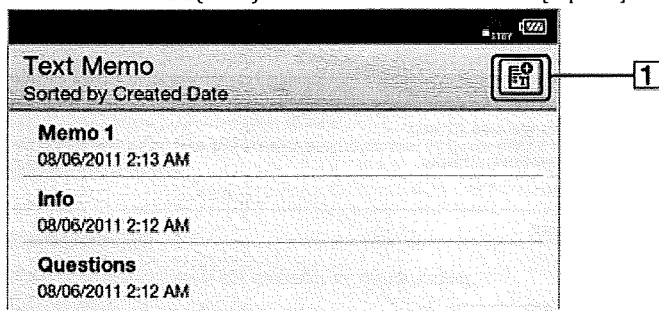 STBY
Text Memo
Sorted by Created Date
1
Memo 1
08/06/2011 2:13 AM
Info
08/06/2011 2:12 AM
Questions
08/06/2011 2:12 AM